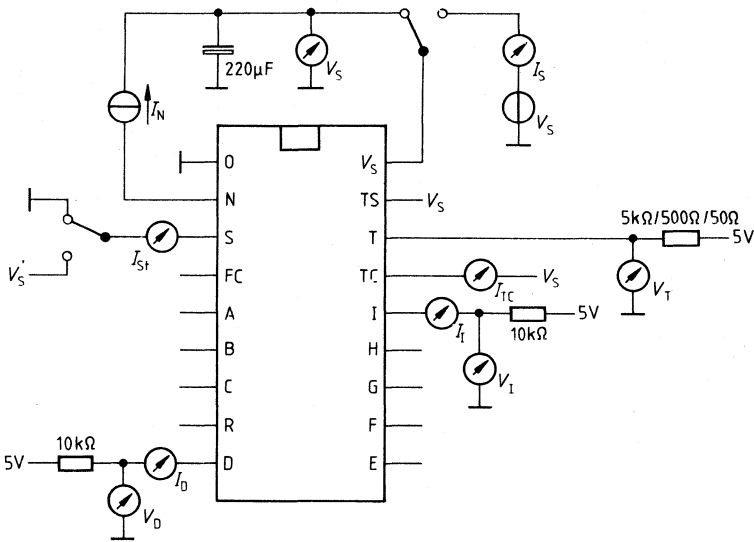 220µF
V_S
I_S
V_S
I_N
O
V_S
N
TS
V_S
5kΩ/500Ω/50Ω
5V
S
T
I_St
V_S'
V_T
FC
TC
I_TC
V_S
A
I
I_I
10kΩ
5V
B
H
V_I
C
G
R
F
10kΩ
5V
I_D
D
E
V_D